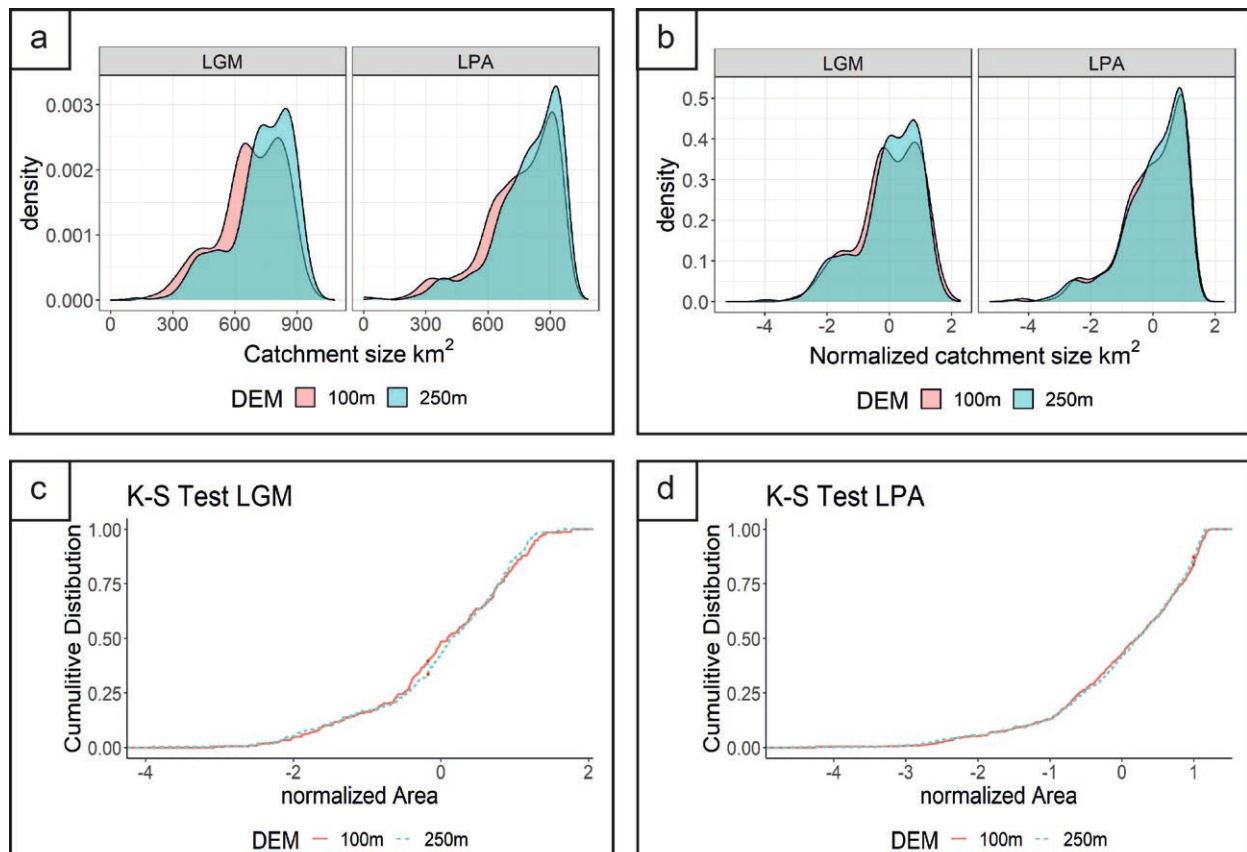 a
LGM LPA
0.003
0.002
0.001
0.000
density
0 300 600 900 0 300 600 900
Catchment size km²
DEM 100m 250m
b
LGM LPA
0.5
0.4
0.3
0.2
0.1
0.0
density
-4 -2 0 2 -4 -2 0 2
Normalized catchment size km²
DEM 100m 250m
c
K-S Test LGM
1.00
0.75
0.50
0.25
0.00
Cumulitive Distibution
-4 -2 0 2
normalized Area
DEM 100m 250m
d
K-S Test LPA
1.00
0.75
0.50
0.25
0.00
Cumulitive Distibution
-4 -3 -2 -1 0 1
normalized Area
DEM 100m 250m